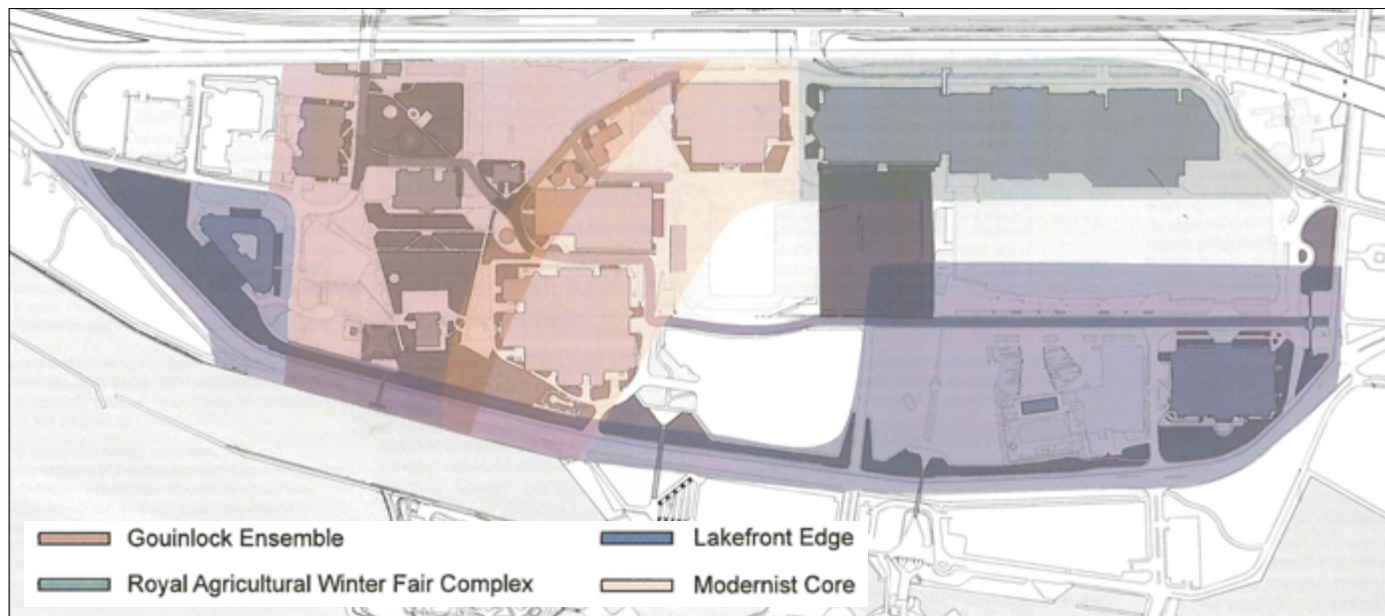 Gouinlock Ensemble
Lakefront Edge
Royal Agricultural Winter Fair Complex
Modernist Core